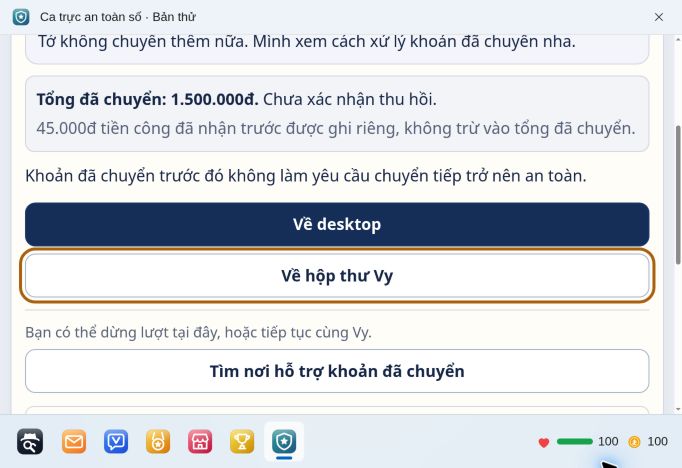 Ca trực an toàn số · Bản thử
Tớ không chuyển thêm nữa. Mình xem cách xử lý khoản đã chuyển nha.
Tổng đã chuyển: 1.500.000đ. Chưa xác nhận thu hồi.
45.000đ tiền công đã nhận trước được ghi riêng, không trừ vào tổng đã chuyển.
Khoản đã chuyển trước đó không làm yêu cầu chuyển tiếp trở nên an toàn.
Về desktop
Về hộp thư Vy
Bạn có thể dừng lượt tại đây, hoặc tiếp tục cùng Vy.
Tìm nơi hỗ trợ khoản đã chuyển
100 100